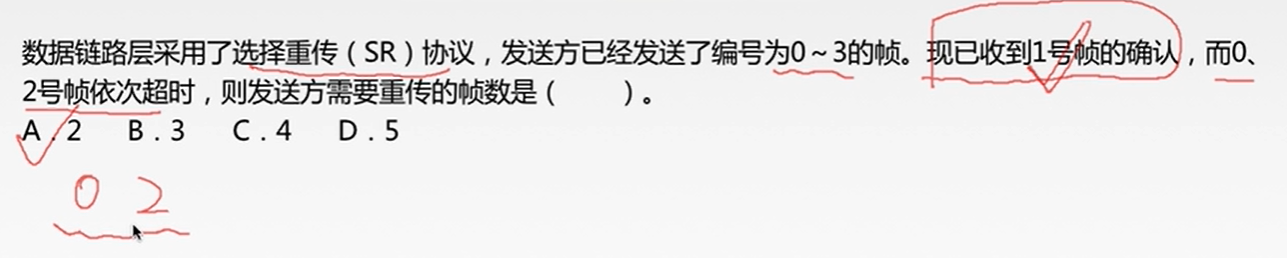 数据链路层采用了选择重传（SR）协议，发送方已经发送了编号为0～3的帧。现已收到1号帧的确认，而0、
2号帧依次超时，则发送方需要重传的帧数是（　　）。
A．2　B．3　C．4　D．5
0 2